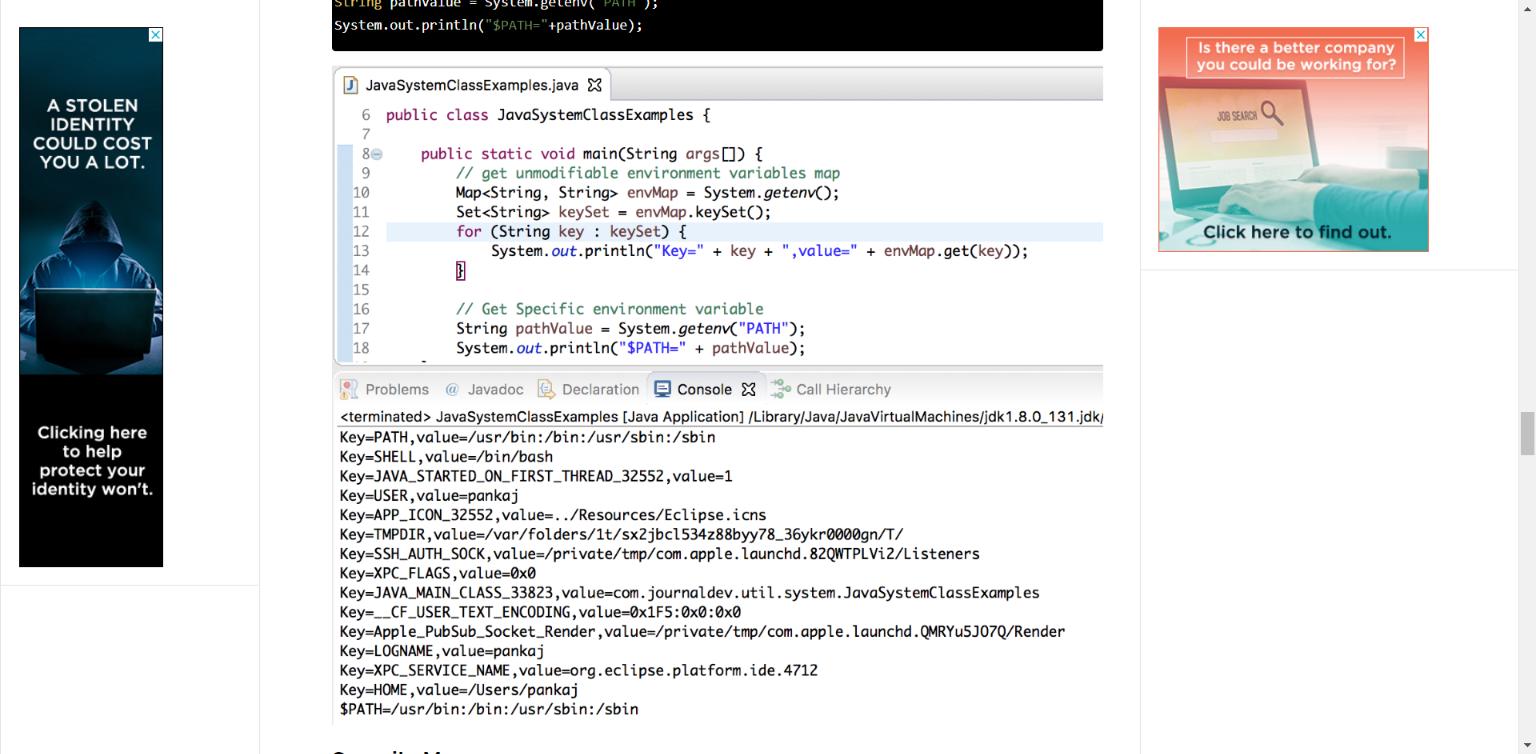 String pathValue = System.getenv("PATH");
System.out.println("$PATH="+pathValue);
A STOLEN
IDENTITY
COULD COST
YOU A LOT.
Clicking here
to help
protect your
identity won't.
JavaSystemClassExamples.java
6 public class JavaSystemClassExamples {
7
8 public static void main(String args[]) {
9 // get unmodifiable environment variables map
10 Map<String, String> envMap = System.getenv();
11 Set<String> keySet = envMap.keySet();
12 for (String key : keySet) {
13 System.out.println("Key=" + key + ",value=" + envMap.get(key));
14 }
15
16 // Get Specific environment variable
17 String pathValue = System.getenv("PATH");
18 System.out.println("$PATH=" + pathValue);
Problems @ Javadoc Declaration Console Call Hierarchy
<terminated> JavaSystemClassExamples [Java Application] /Library/Java/JavaVirtualMachines/jdk1.8.0_131.jdk/
Key=PATH,value=/usr/bin:/bin:/usr/sbin:/sbin
Key=SHELL,value=/bin/bash
Key=JAVA_STARTED_ON_FIRST_THREAD_32552,value=1
Key=USER,value=pankaj
Key=APP_ICON_32552,value=../Resources/Eclipse.icns
Key=TMPDIR,value=/var/folders/1t/sx2jbcl534z88byy78_36ykr0000gn/T/
Key=SSH_AUTH_SOCK,value=/private/tmp/com.apple.launchd.82QWTPLVi2/Listeners
Key=XPC_FLAGS,value=0x0
Key=JAVA_MAIN_CLASS_33823,value=com.journaldev.util.system.JavaSystemClassExamples
Key=__CF_USER_TEXT_ENCODING,value=0x1F5:0x0:0x0
Key=Apple_PubSub_Socket_Render,value=/private/tmp/com.apple.launchd.QMRYu5JO7Q/Render
Key=LOGNAME,value=pankaj
Key=XPC_SERVICE_NAME,value=org.eclipse.platform.ide.4712
Key=HOME,value=/Users/pankaj
$PATH=/usr/bin:/bin:/usr/sbin:/sbin
Is there a better company
you could be working for?
JOB SEARCH
Click here to find out.